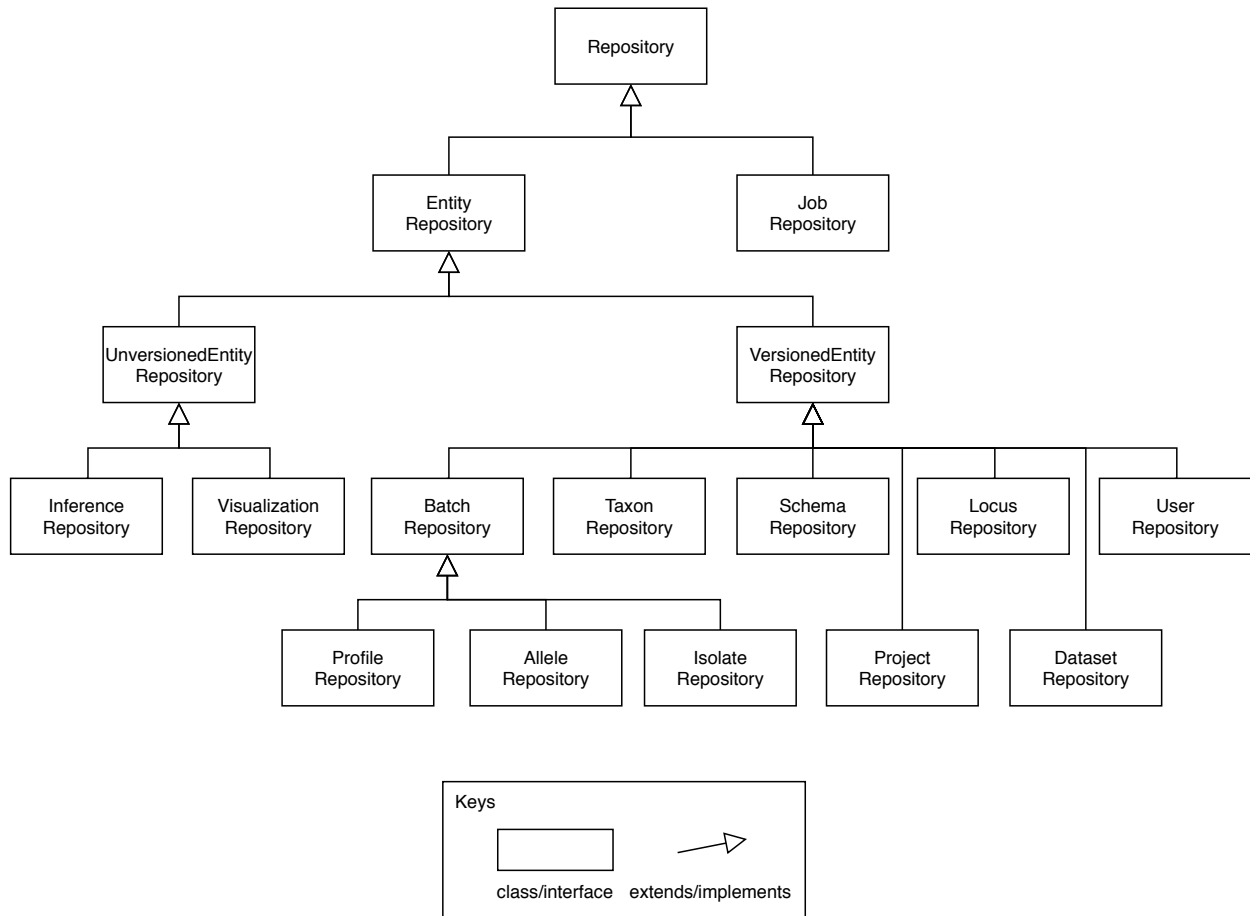 Repository
Entity
Repository
Job
Repository
UnversionedEntity
Repository
VersionedEntity
Repository
Inference
Repository
Visualization
Repository
Batch
Repository
Taxon
Repository
Schema
Repository
Locus
Repository
User
Repository
Profile
Repository
Allele
Repository
Isolate
Repository
Project
Repository
Dataset
Repository
Keys
class/interface
extends/implements